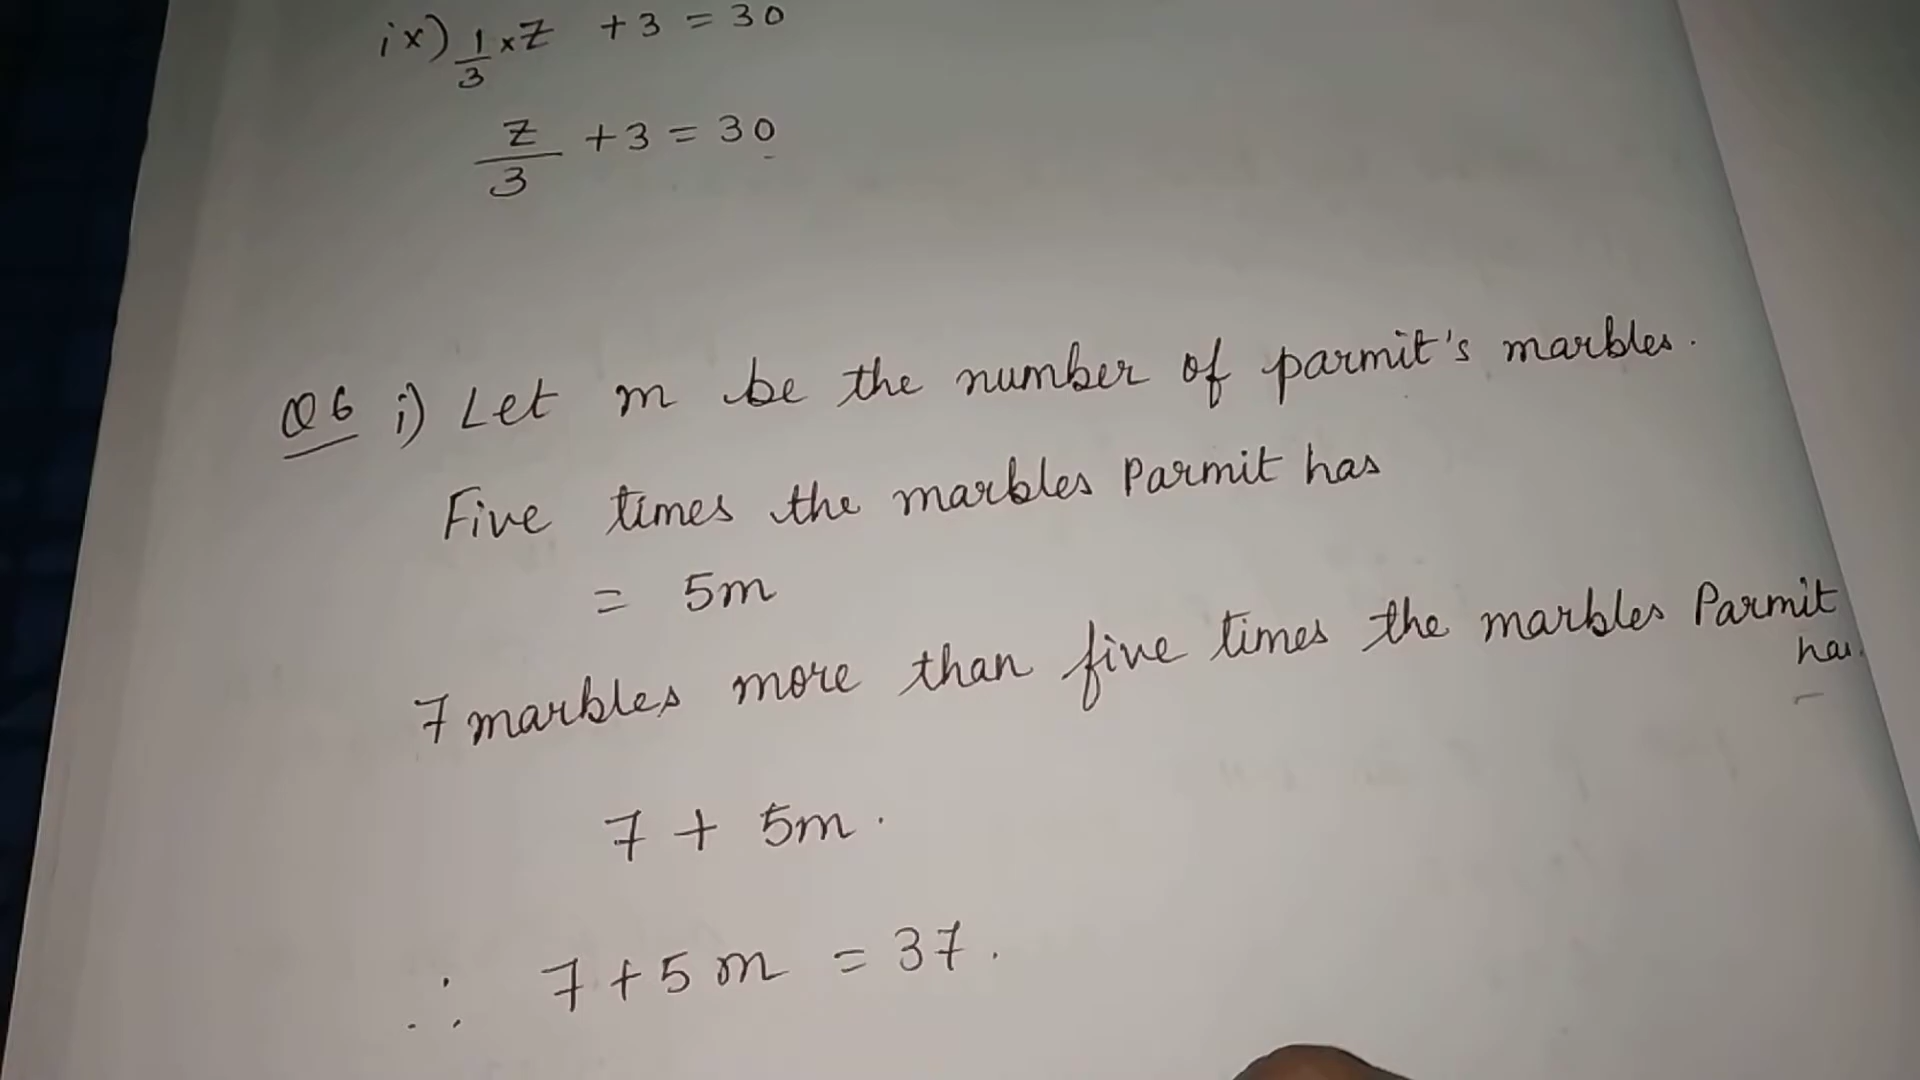 ix) 1/3 × z + 3 = 30
z/3 + 3 = 30
Q6 i) Let m be the number of parmit's marbles.
Five times the marbles Parmit has
= 5m
7 marbles more than five times the marbles Parmit
has.
7 + 5m.
∴ 7 + 5m = 37.